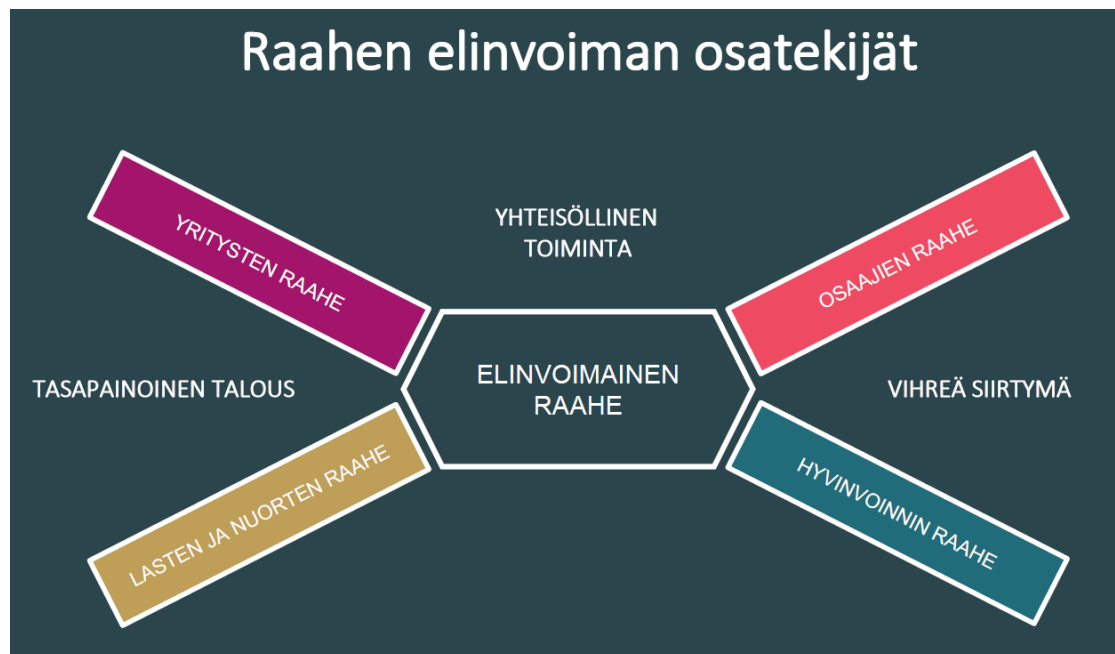 Raahen elinvoiman osatekijät
YRITYSTEN RAAHE
YHTEISÖLLINEN
TOIMINTA
OSAAJIEN RAAHE
TASAPAINOINEN TALOUS
ELINVOIMAINEN
RAAHE
VIHREÄ SIIRTYMÄ
LASTEN JA NUORTEN RAAHE
HYVINVOINNIN RAAHE